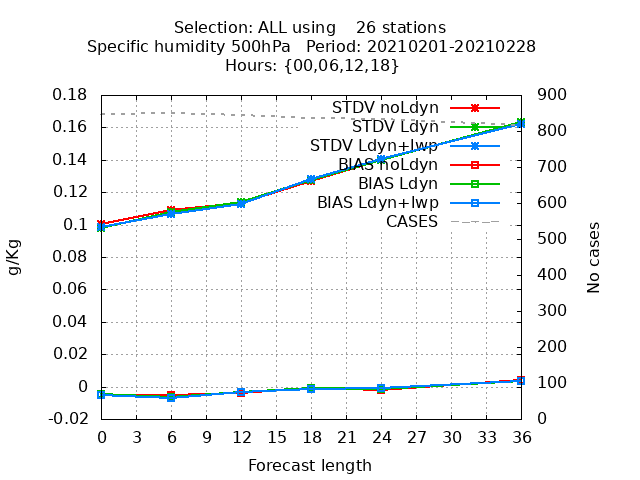 Selection: ALL using    26 stations
Specific humidity 500hPa   Period: 20210201-20210228
Hours: {00,06,12,18}
0.18
0.16
0.14
0.12
0.1
0.08
0.06
0.04
0.02
0
-0.02
g/Kg
STDV noLdyn
STDV Ldyn
STDV Ldyn+lwp
BIAS noLdyn
BIAS Ldyn
BIAS Ldyn+lwp
CASES
900
800
700
600
500
400
300
200
100
0
No cases
0 3 6 9 12 15 18 21 24 27 30 33 36
Forecast length